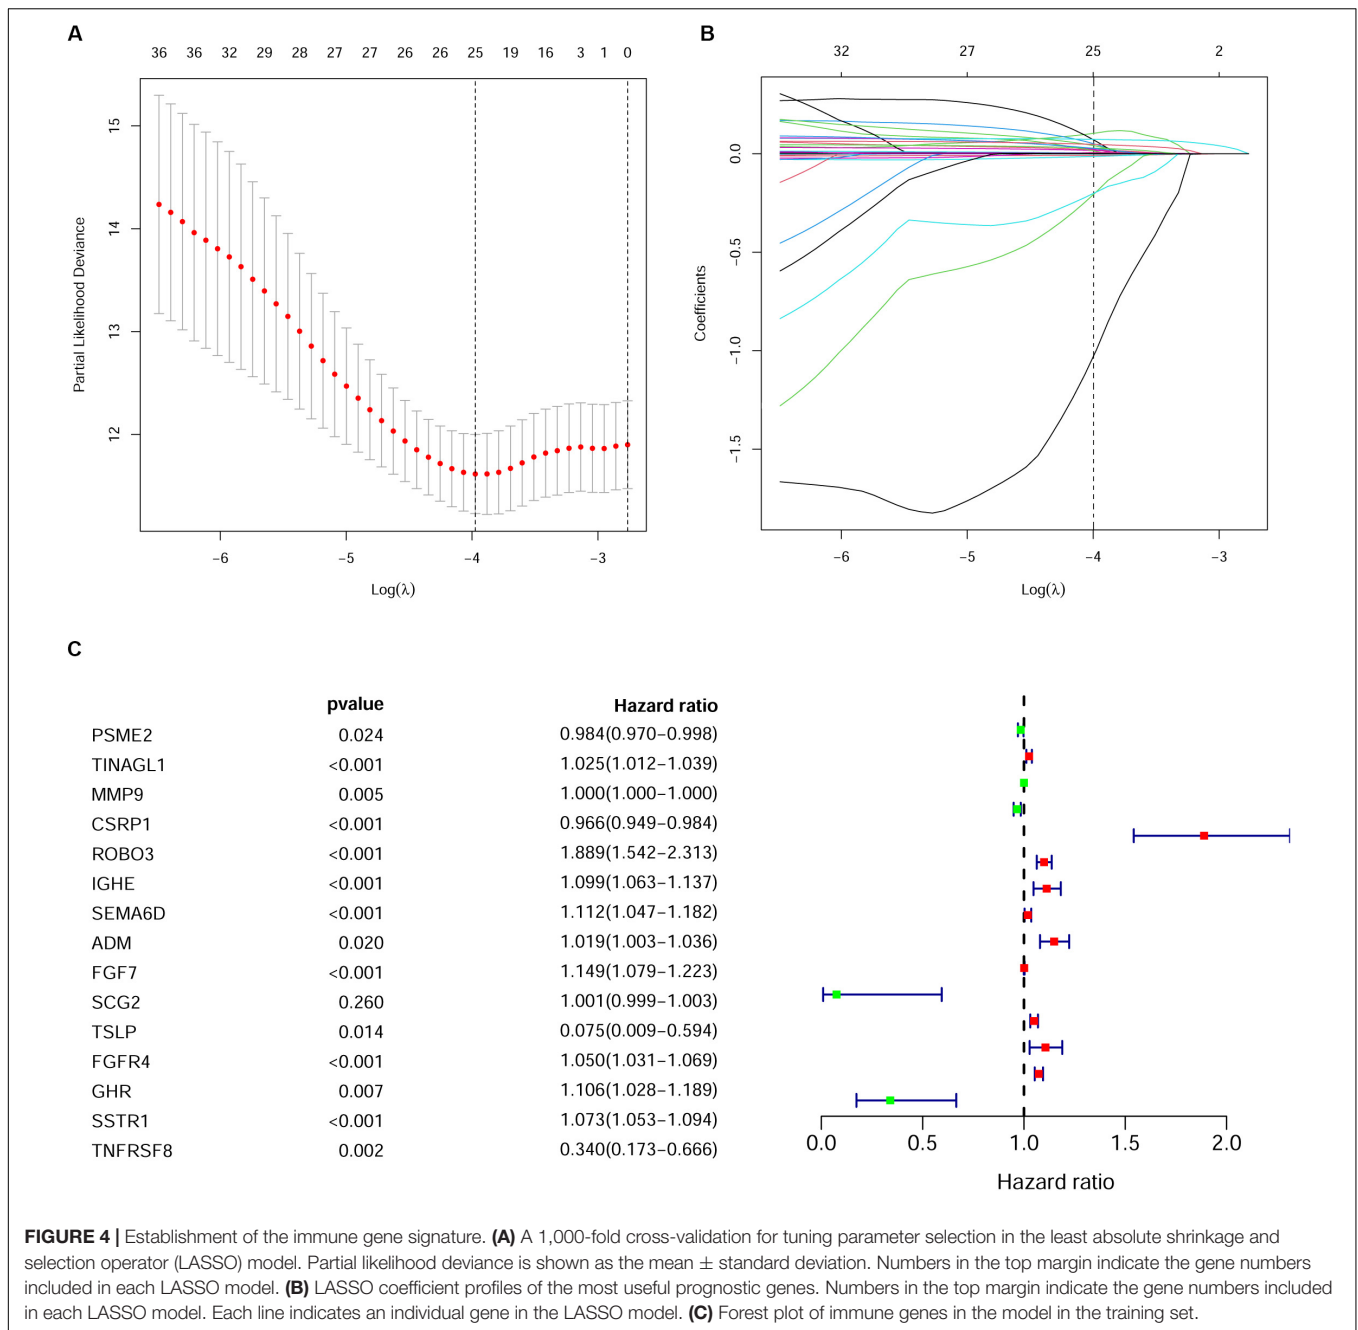 A
36 36 32 29 28 27 27 26 26 25 19 16 3 1 0
15
14
13
12
Partial Likelihood Deviance
-6 -5 -4 -3
Log(λ)
B
32 27 25 2
0.0
-0.5
-1.0
-1.5
Coefficients
-6 -5 -4 -3
Log(λ)
C
pvalue Hazard ratio
PSME2 0.024 0.984(0.970-0.998)
TINAGL1 <0.001 1.025(1.012-1.039)
MMP9 0.005 1.000(1.000-1.000)
CSRP1 <0.001 0.966(0.949-0.984)
ROBO3 <0.001 1.889(1.542-2.313)
IGHE <0.001 1.099(1.063-1.137)
SEMA6D <0.001 1.112(1.047-1.182)
ADM 0.020 1.019(1.003-1.036)
FGF7 <0.001 1.149(1.079-1.223)
SCG2 0.260 1.001(0.999-1.003)
TSLP 0.014 0.075(0.009-0.594)
FGFR4 <0.001 1.050(1.031-1.069)
GHR 0.007 1.106(1.028-1.189)
SSTR1 <0.001 1.073(1.053-1.094)
TNFRSF8 0.002 0.340(0.173-0.666)
0.0 0.5 1.0 1.5 2.0
Hazard ratio
FIGURE 4 | Establishment of the immune gene signature. (A) A 1,000-fold cross-validation for tuning parameter selection in the least absolute shrinkage and
selection operator (LASSO) model. Partial likelihood deviance is shown as the mean ± standard deviation. Numbers in the top margin indicate the gene numbers
included in each LASSO model. (B) LASSO coefficient profiles of the most useful prognostic genes. Numbers in the top margin indicate the gene numbers included
in each LASSO model. Each line indicates an individual gene in the LASSO model. (C) Forest plot of immune genes in the model in the training set.